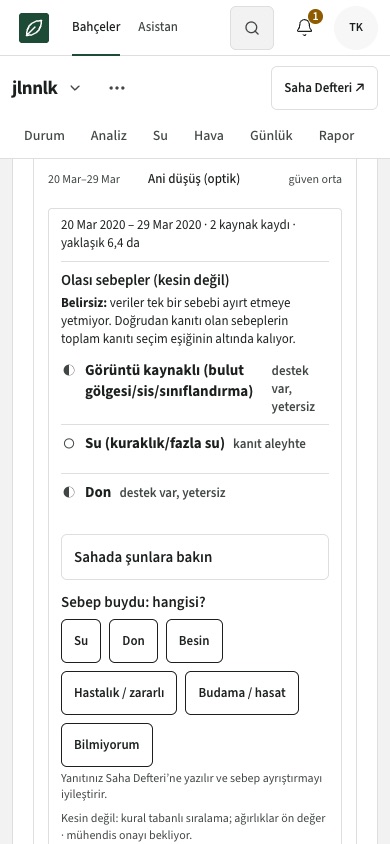 Bahçeler Asistan 1 TK
jlnnlk
Saha Defteri ↗
Durum Analiz Su Hava Günlük Rapor
20 Mar–29 Mar Ani düşüş (optik) güven orta
20 Mar 2020 – 29 Mar 2020 · 2 kaynak kaydı ·
yaklaşık 6,4 da
Olası sebepler (kesin değil)
Belirsiz: veriler tek bir sebebi ayırt etmeye
yetmiyor. Doğrudan kanıtı olan sebeplerin
toplam kanıtı seçim eşiğinin altında kalıyor.
Görüntü kaynaklı (bulut
gölgesi/sis/sınıflandırma)
destek
var,
yetersiz
Su (kuraklık/fazla su) kanıt aleyhte
Don destek var, yetersiz
Sahada şunlara bakın
Sebep buydu: hangisi?
Su Don Besin
Hastalık / zararlı Budama / hasat
Bilmiyorum
Yanıtınız Saha Defteri’ne yazılır ve sebep ayrıştırmayı
iyileştirir.
Kesin değil: kural tabanlı sıralama; ağırlıklar ön değer
· mühendis onayı bekliyor.